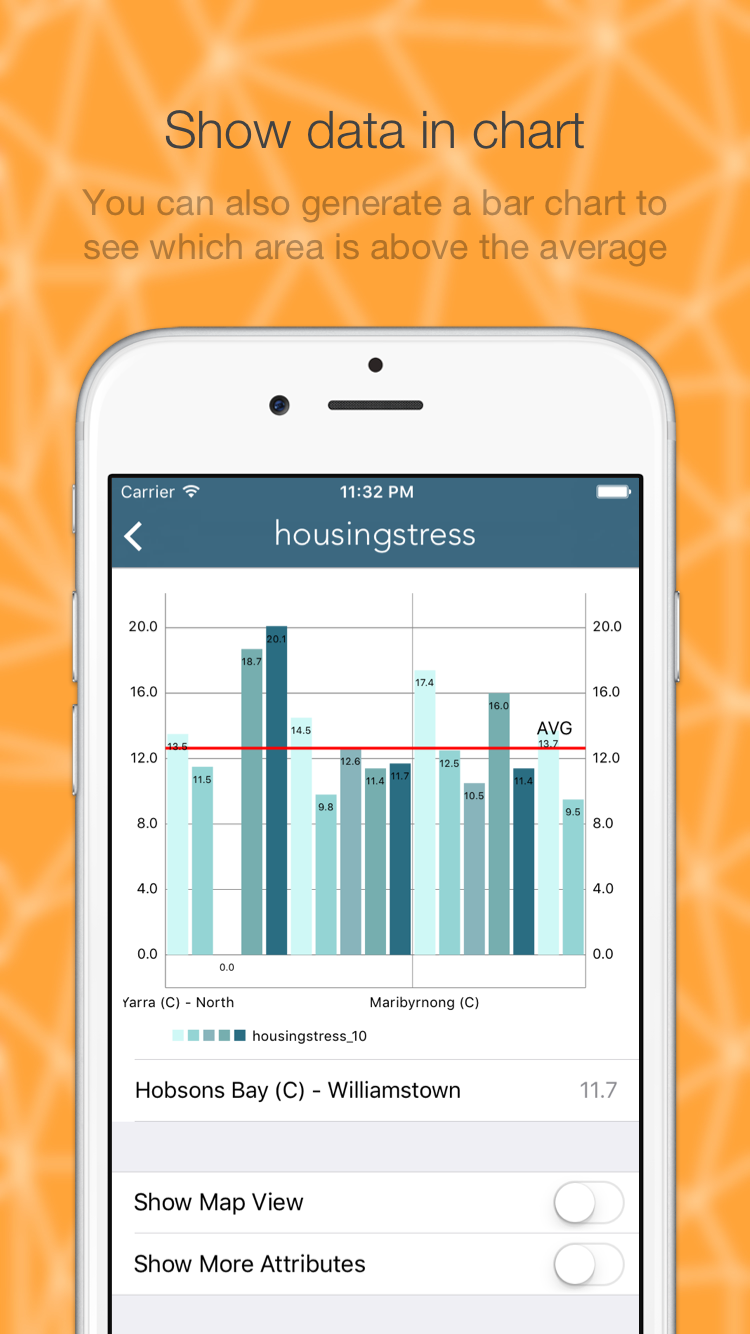 Show data in chart
You can also generate a bar chart to
see which area is above the average
Carrier 11:32 PM
housingstress
20.0 20.1 20.0
18.7
17.4
16.0 16.0 16.0
14.5
AVG
13.5 13.7
12.0 12.6 12.5 12.0
11.5 11.4 11.7 11.4
10.5
9.8 9.5
8.0 8.0
4.0 4.0
0.0 0.0
0.0
Yarra (C) - North Maribyrnong (C)
housingstress_10
Hobsons Bay (C) - Williamstown 11.7
Show Map View
Show More Attributes